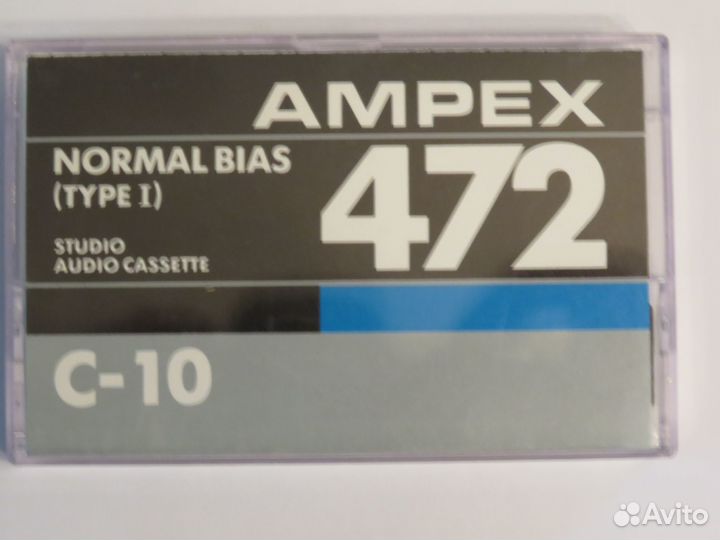 AMPEX
NORMAL BIAS
(TYPE I)
472
STUDIO
AUDIO CASSETTE
C-10
Avito